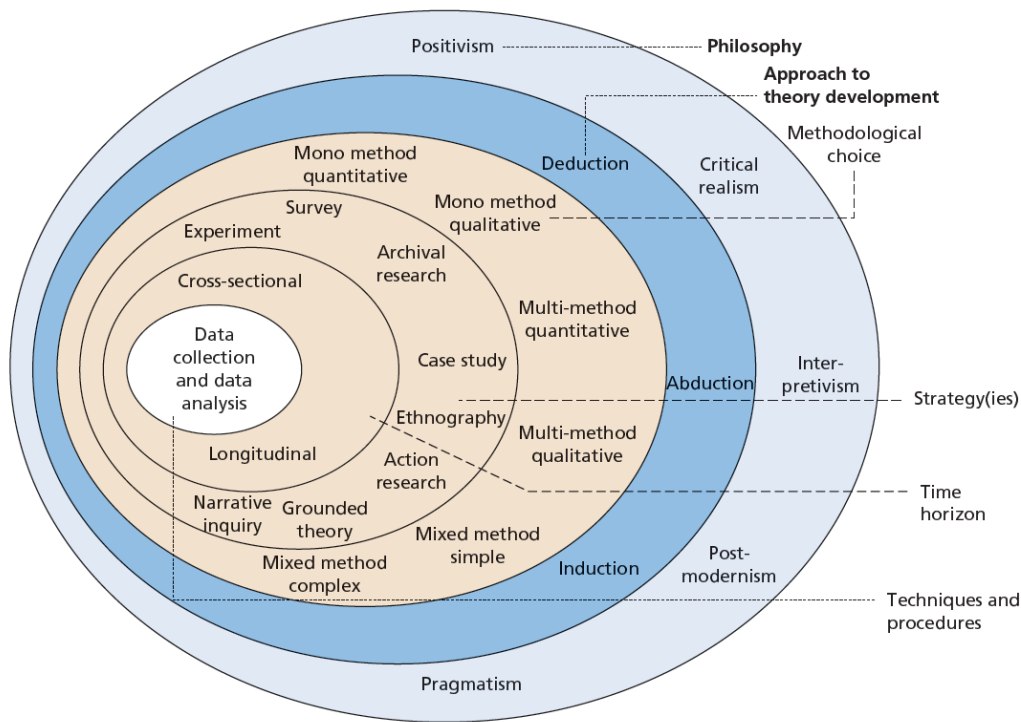 Positivism
Philosophy
Approach to
theory development
Methodological
choice
Deduction
Critical
realism
Mono method
quantitative
Mono method
qualitative
Survey
Experiment
Archival
research
Cross-sectional
Multi-method
quantitative
Data
collection
and data
analysis
Case study
Abduction
Inter-
pretivism
Strategy(ies)
Ethnography
Multi-method
qualitative
Longitudinal
Action
research
Time
horizon
Narrative
inquiry
Grounded
theory
Mixed method
simple
Mixed method
complex
Induction
Post-
modernism
Techniques and
procedures
Pragmatism